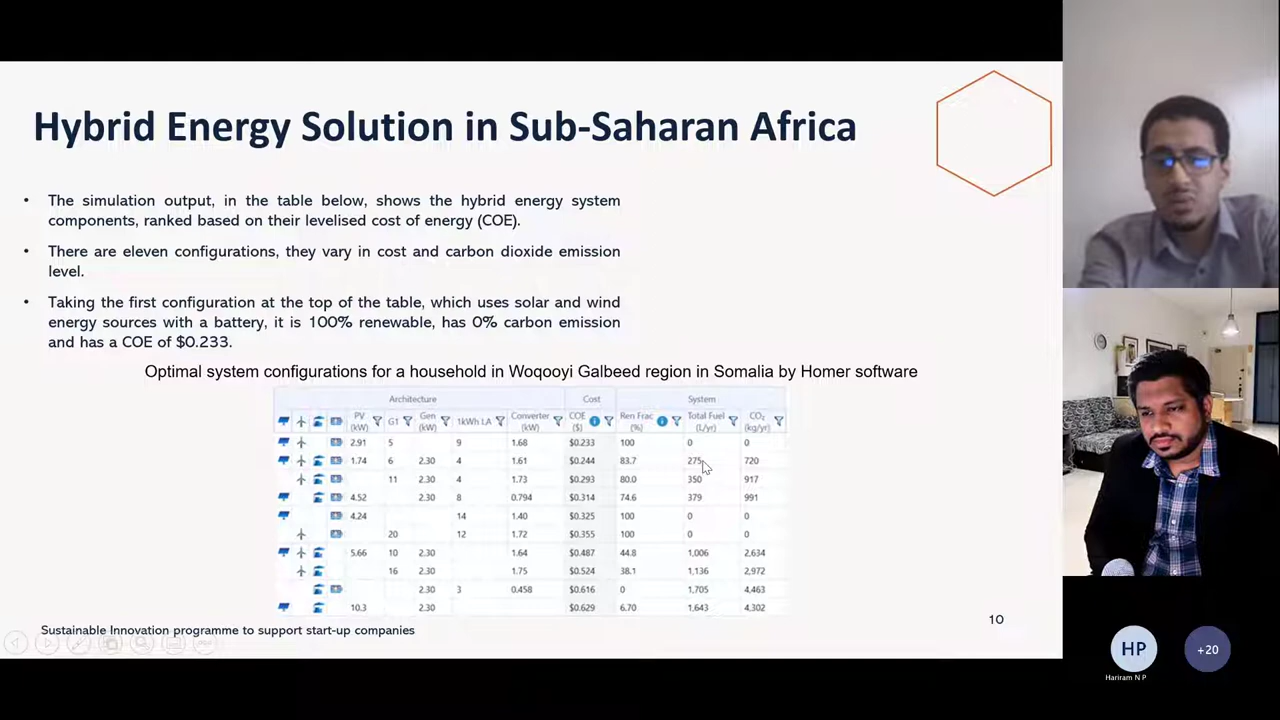 Hybrid Energy Solution in Sub-Saharan Africa
• The simulation output, in the table below, shows the hybrid energy system
components, ranked based on their levelised cost of energy (COE).
• There are eleven configurations, they vary in cost and carbon dioxide emission
level.
• Taking the first configuration at the top of the table, which uses solar and wind
energy sources with a battery, it is 100% renewable, has 0% carbon emission
and has a COE of $0.233.
Optimal system configurations for a household in Woqooyi Galbeed region in Somalia by Homer software
Architecture Cost System
PV (kW) G1 Gen (kW) 1kWh LA Converter (kW) COE ($) Ren Frac (%) Total Fuel (L/yr) CO₂ (kg/yr)
2.91 5 9 1.68 $0.233 100 0 0
1.74 6 2.30 4 1.61 $0.244 83.7 275 720
11 2.30 4 1.73 $0.293 80.0 350 917
4.52 2.30 8 0.794 $0.314 74.6 379 991
4.24 14 1.40 $0.325 100 0 0
20 12 1.72 $0.355 100 0 0
5.66 10 2.30 1.64 $0.487 44.8 1,006 2,634
16 2.30 1.75 $0.524 38.1 1,136 2,972
2.30 3 0.458 $0.616 0 1,705 4,463
10.3 2.30 $0.629 6.70 1,643 4,302
Sustainable Innovation programme to support start-up companies
10
HP
+20
Hariram N P